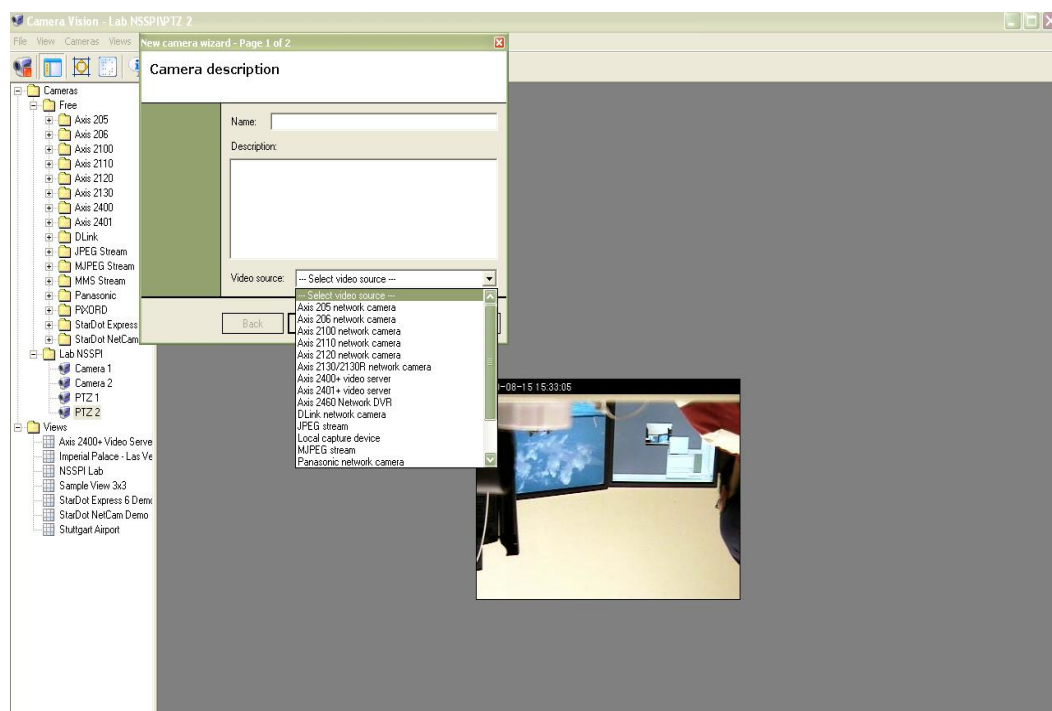 Camera Vision - Lab NSSPI\PTZ 2
File View Cameras Views
New camera wizard - Page 1 of 2
Camera description
Cameras
Free
Axis 205
Axis 206
Axis 2100
Axis 2110
Axis 2120
Axis 2130
Axis 2400
Axis 2401
DLink
JPEG Stream
MJPEG Stream
MMS Stream
Panasonic
PiXORD
StarDot Express
StarDot NetCam
Lab NSSPI
Camera 1
Camera 2
PTZ 1
PTZ 2
Views
Axis 2400+ Video Serve
Imperial Palace - Las Ve
NSSPI Lab
Sample View 3x3
StarDot Express 6 Demo
StarDot NetCam Demo
Stuttgart Airport
Name:
Description:
Video source: --- Select video source ---
--- Select video source ---
Axis 205 network camera
Axis 206 network camera
Axis 2100 network camera
Axis 2110 network camera
Axis 2120 network camera
Axis 2130/2130R network camera
Axis 2400+ video server
Axis 2401+ video server
Axis 2460 Network DVR
DLink network camera
JPEG stream
Local capture device
MJPEG stream
Panasonic network camera
Back
-08-15 15:33:05